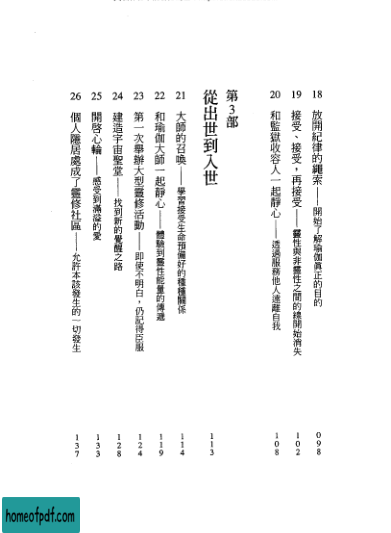 18 放開紀律的繩索——開始了解瑜伽真正的目的 098
19 接受、接受,再接受——靈性與非靈性之間的線開始消失 102
20 和監獄收容人一起靜心——透過服務他人遠離自我 108
第3部
從出世到入世 113
21 大師的召喚——學習接受生命預備好的種種關係 114
22 和瑜伽大師一起靜心——體驗到靈性能量的傳遞 119
23 第一次舉辦大型靈修活動——即使不明白,仍記得臣服 124
24 建造宇宙聖堂——找到新的覺醒之路 128
25 開啓心輪——感受到滿溢的愛 133
26 個人隱居處成了靈修社區——允許本該發生的一切發生 137
homeofpdf.com